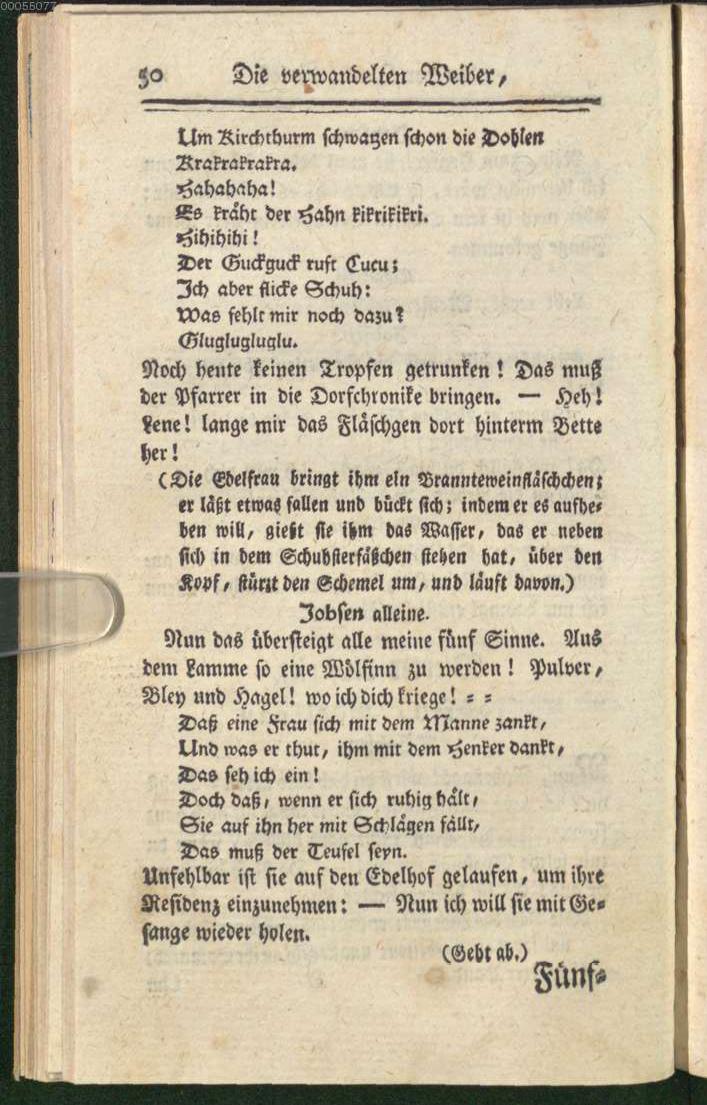 00055077
50 Die verwandelten Weiber,
Um Kirchthurm schwatzen schon die Dohlen
Krakrakrakra.
Hahahaha!
Es kräht der Hahn kikrikikri.
Hihihihi!
Der Guckguck ruft Cucu;
Ich aber flicke Schuh:
Was fehlt mir noch dazu?
Gluglugluglu.
Noch heute keinen Tropfen getrunken! Das muß
der Pfarrer in die Dorfchronike bringen. — Heh!
Lene! lange mir das Fläschgen dort hinterm Bette
her!
(Die Edelfrau bringt ihm ein Brannteweinfläschchen;
er läßt etwas fallen und bückt sich; indem er es aufhe-
ben will, gießt sie ihm das Wasser, das er neben
sich in dem Schuhsterfäßchen stehen hat, über den
Kopf, stürzt den Schemel um, und läuft davon.)
Jobsen alleine.
Nun das übersteigt alle meine fünf Sinne. Aus
dem Lamme so eine Wölfinn zu werden! Pulver,
Bley und Hagel! wo ich dich kriege! - -
Daß eine Frau sich mit dem Manne zankt,
Und was er thut, ihm mit dem Henker dankt,
Das seh ich ein!
Doch daß, wenn er sich ruhig hält,
Sie auf ihn her mit Schlägen fällt,
Das muß der Teufel seyn.
Unfehlbar ist sie auf den Edelhof gelaufen, um ihre
Residenz einzunehmen: — Nun ich will sie mit Ge-
sange wieder holen.
(Geht ab.)
Fünf-